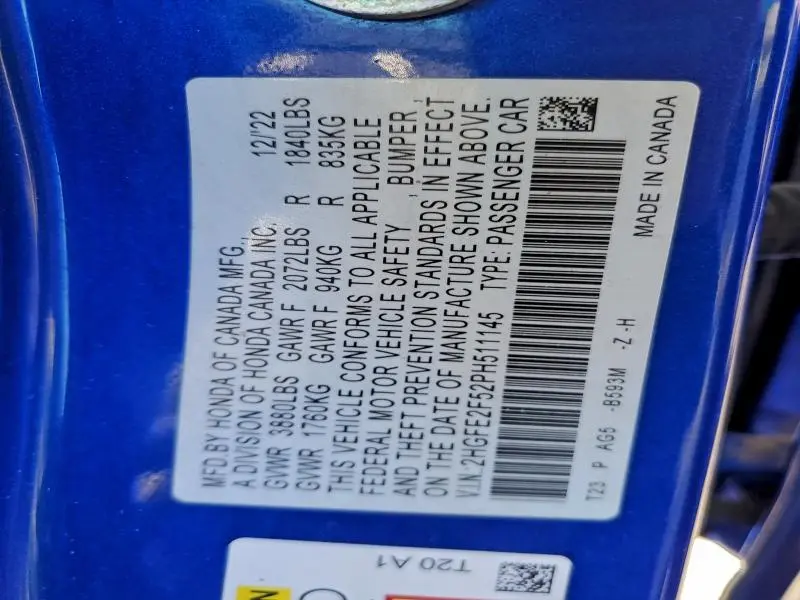 MFD.BY HONDA OF CANADA MFG., 12/'22
A DIVISION OF HONDA CANADA INC.
GWR 3880LBS GAWR F 2072LBS R 1840LBS
GWR 1760KG GAWR F 940KG R 835KG
THIS VEHICLE CONFORMS TO ALL APPLICABLE
FEDERAL MOTOR VEHICLE SAFETY , BUMPER ,
AND THEFT PREVENTION STANDARDS IN EFFECT
ON THE DATE OF MANUFACTURE SHOWN ABOVE.
V.I.N. 2HGFE2F52PH511145 TYPE: PASSENGER CAR
T23 P AG5 -B593M -Z -H MADE IN CANADA
T20 A1